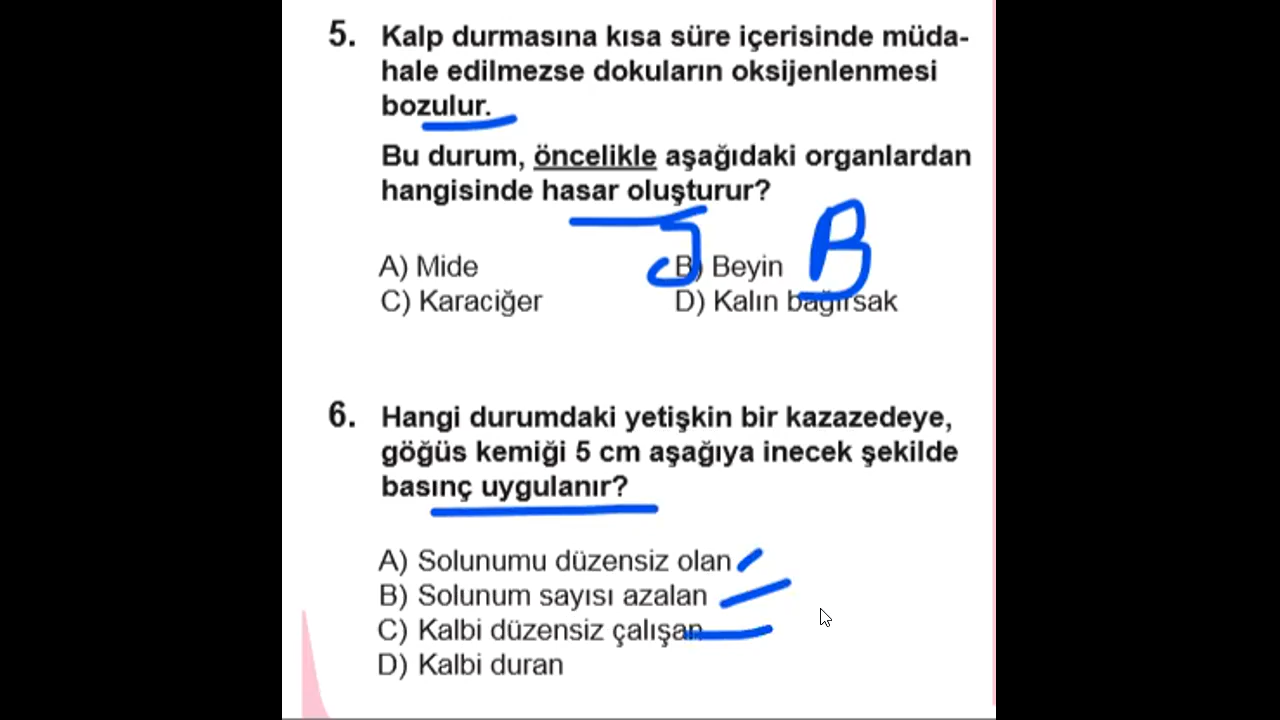 5. Kalp durmasına kısa süre içerisinde müda-
hale edilmezse dokuların oksijenlenmesi
bozulur.
Bu durum, öncelikle aşağıdaki organlardan
hangisinde hasar oluşturur?
A) Mide B) Beyin B
C) Karaciğer D) Kalın bağırsak
6. Hangi durumdaki yetişkin bir kazazedeye,
göğüs kemiği 5 cm aşağıya inecek şekilde
basınç uygulanır?
A) Solunumu düzensiz olan
B) Solunum sayısı azalan
C) Kalbi düzensiz çalışan
D) Kalbi duran